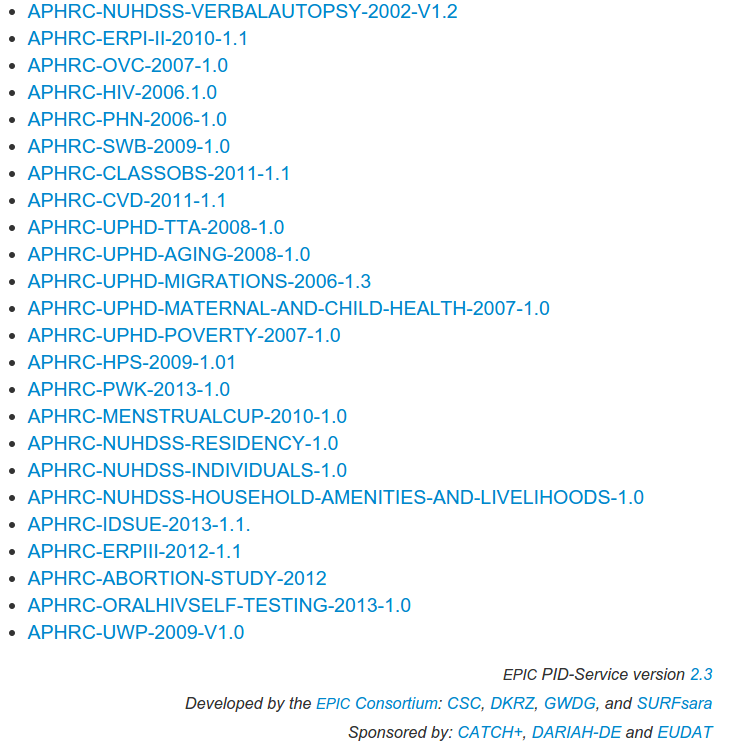 APHRC-NUHDSS-VERBALAUTOPSY-2002-V1.2
APHRC-ERPI-II-2010-1.1
APHRC-OVC-2007-1.0
APHRC-HIV-2006.1.0
APHRC-PHN-2006-1.0
APHRC-SWB-2009-1.0
APHRC-CLASSOBS-2011-1.1
APHRC-CVD-2011-1.1
APHRC-UPHD-TTA-2008-1.0
APHRC-UPHD-AGING-2008-1.0
APHRC-UPHD-MIGRATIONS-2006-1.3
APHRC-UPHD-MATERNAL-AND-CHILD-HEALTH-2007-1.0
APHRC-UPHD-POVERTY-2007-1.0
APHRC-HPS-2009-1.01
APHRC-PWK-2013-1.0
APHRC-MENSTRUALCUP-2010-1.0
APHRC-NUHDSS-RESIDENCY-1.0
APHRC-NUHDSS-INDIVIDUALS-1.0
APHRC-NUHDSS-HOUSEHOLD-AMENITIES-AND-LIVELIHOODS-1.0
APHRC-IDSUE-2013-1.1.
APHRC-ERPIII-2012-1.1
APHRC-ABORTION-STUDY-2012
APHRC-ORALHIVSELF-TESTING-2013-1.0
APHRC-UWP-2009-V1.0
EPIC PID-Service version 2.3
Developed by the EPIC Consortium: CSC, DKRZ, GWDG, and SURFsara
Sponsored by: CATCH+, DARIAH-DE and EUDAT